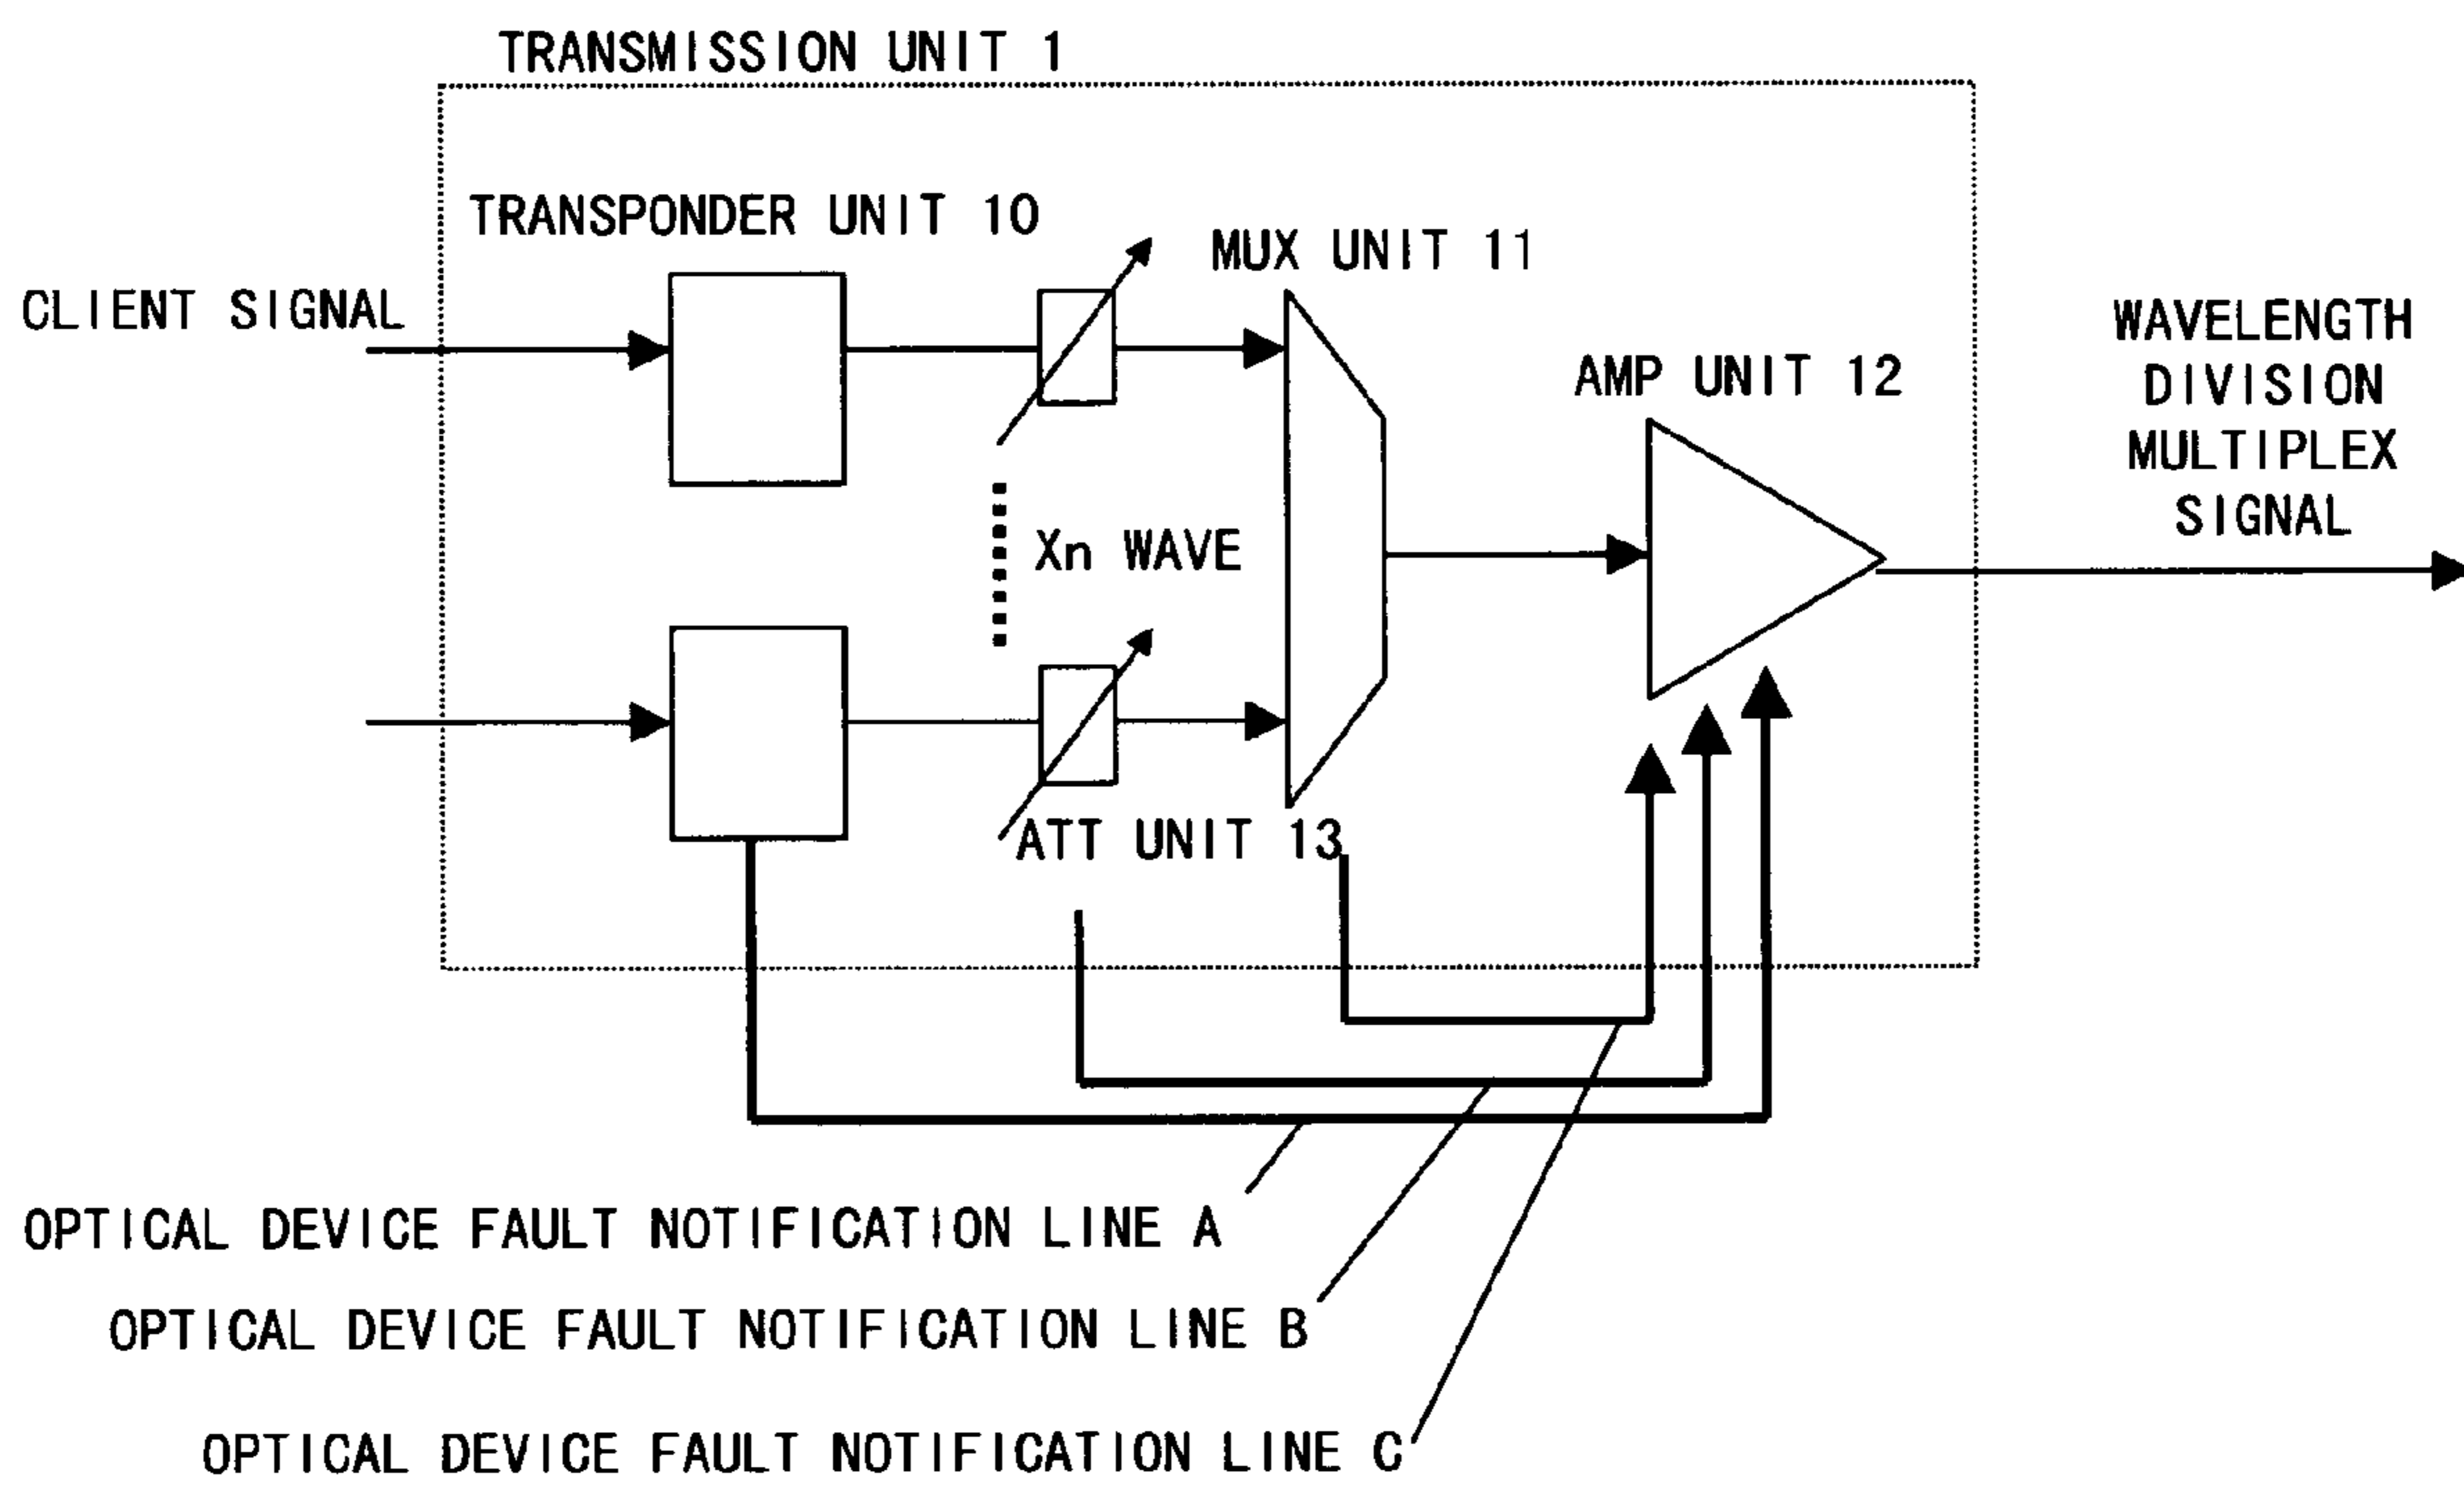 TRANSMISSION UNIT 1
TRANSPONDER UNIT 10
MUX UNIT 11
CLIENT SIGNAL
AMP UNIT 12
WAVELENGTH
DIVISION
MULTIPLEX
SIGNAL
Xn WAVE
ATT UNIT 13
OPTICAL DEVICE FAULT NOTIFICATION LINE A
OPTICAL DEVICE FAULT NOTIFICATION LINE B
OPTICAL DEVICE FAULT NOTIFICATION LINE C